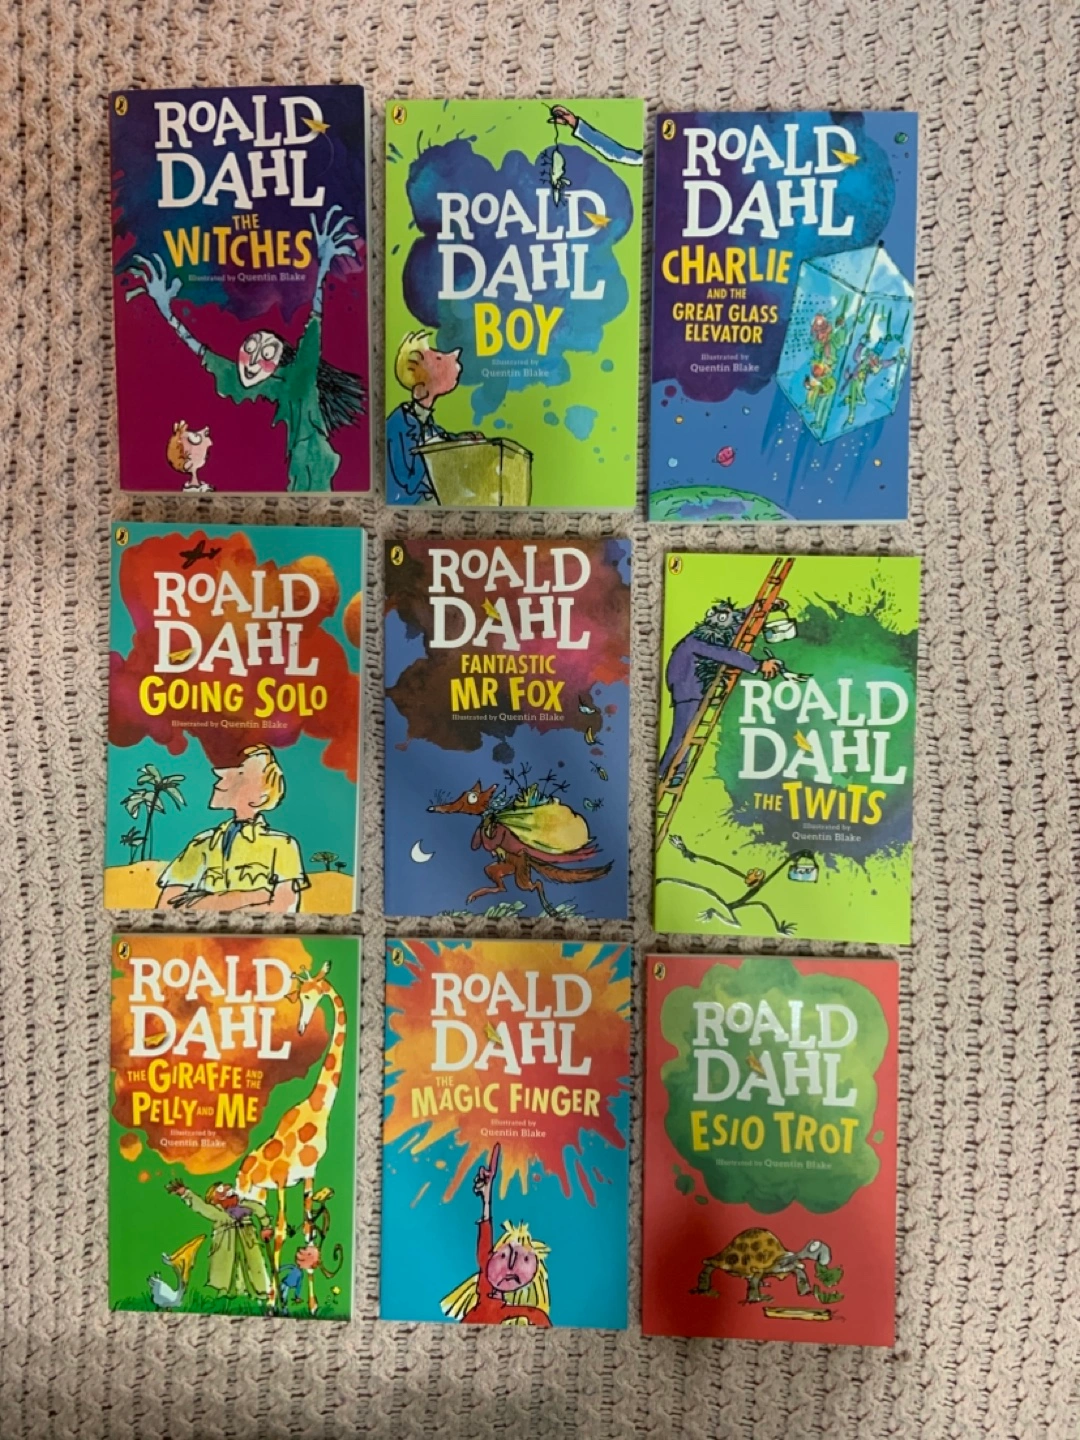 ROALD
DAHL
THE
WITCHES
Illustrated by Quentin Blake
ROALD
DAHL
BOY
Illustrated by
Quentin Blake
ROALD
DAHL
CHARLIE
AND THE
GREAT GLASS
ELEVATOR
Illustrated by
Quentin Blake
ROALD
DAHL
GOING SOLO
Illustrated by Quentin Blake
ROALD
DAHL
FANTASTIC
MR FOX
Illustrated by Quentin Blake
ROALD
DAHL
THE TWITS
Illustrated by
Quentin Blake
ROALD
DAHL
THE GIRAFFE AND THE
PELLY AND ME
Illustrated by
Quentin Blake
ROALD
DAHL
THE
MAGIC FINGER
Illustrated by
Quentin Blake
ROALD
DAHL
ESIO TROT
Illustrated by Quentin Blake